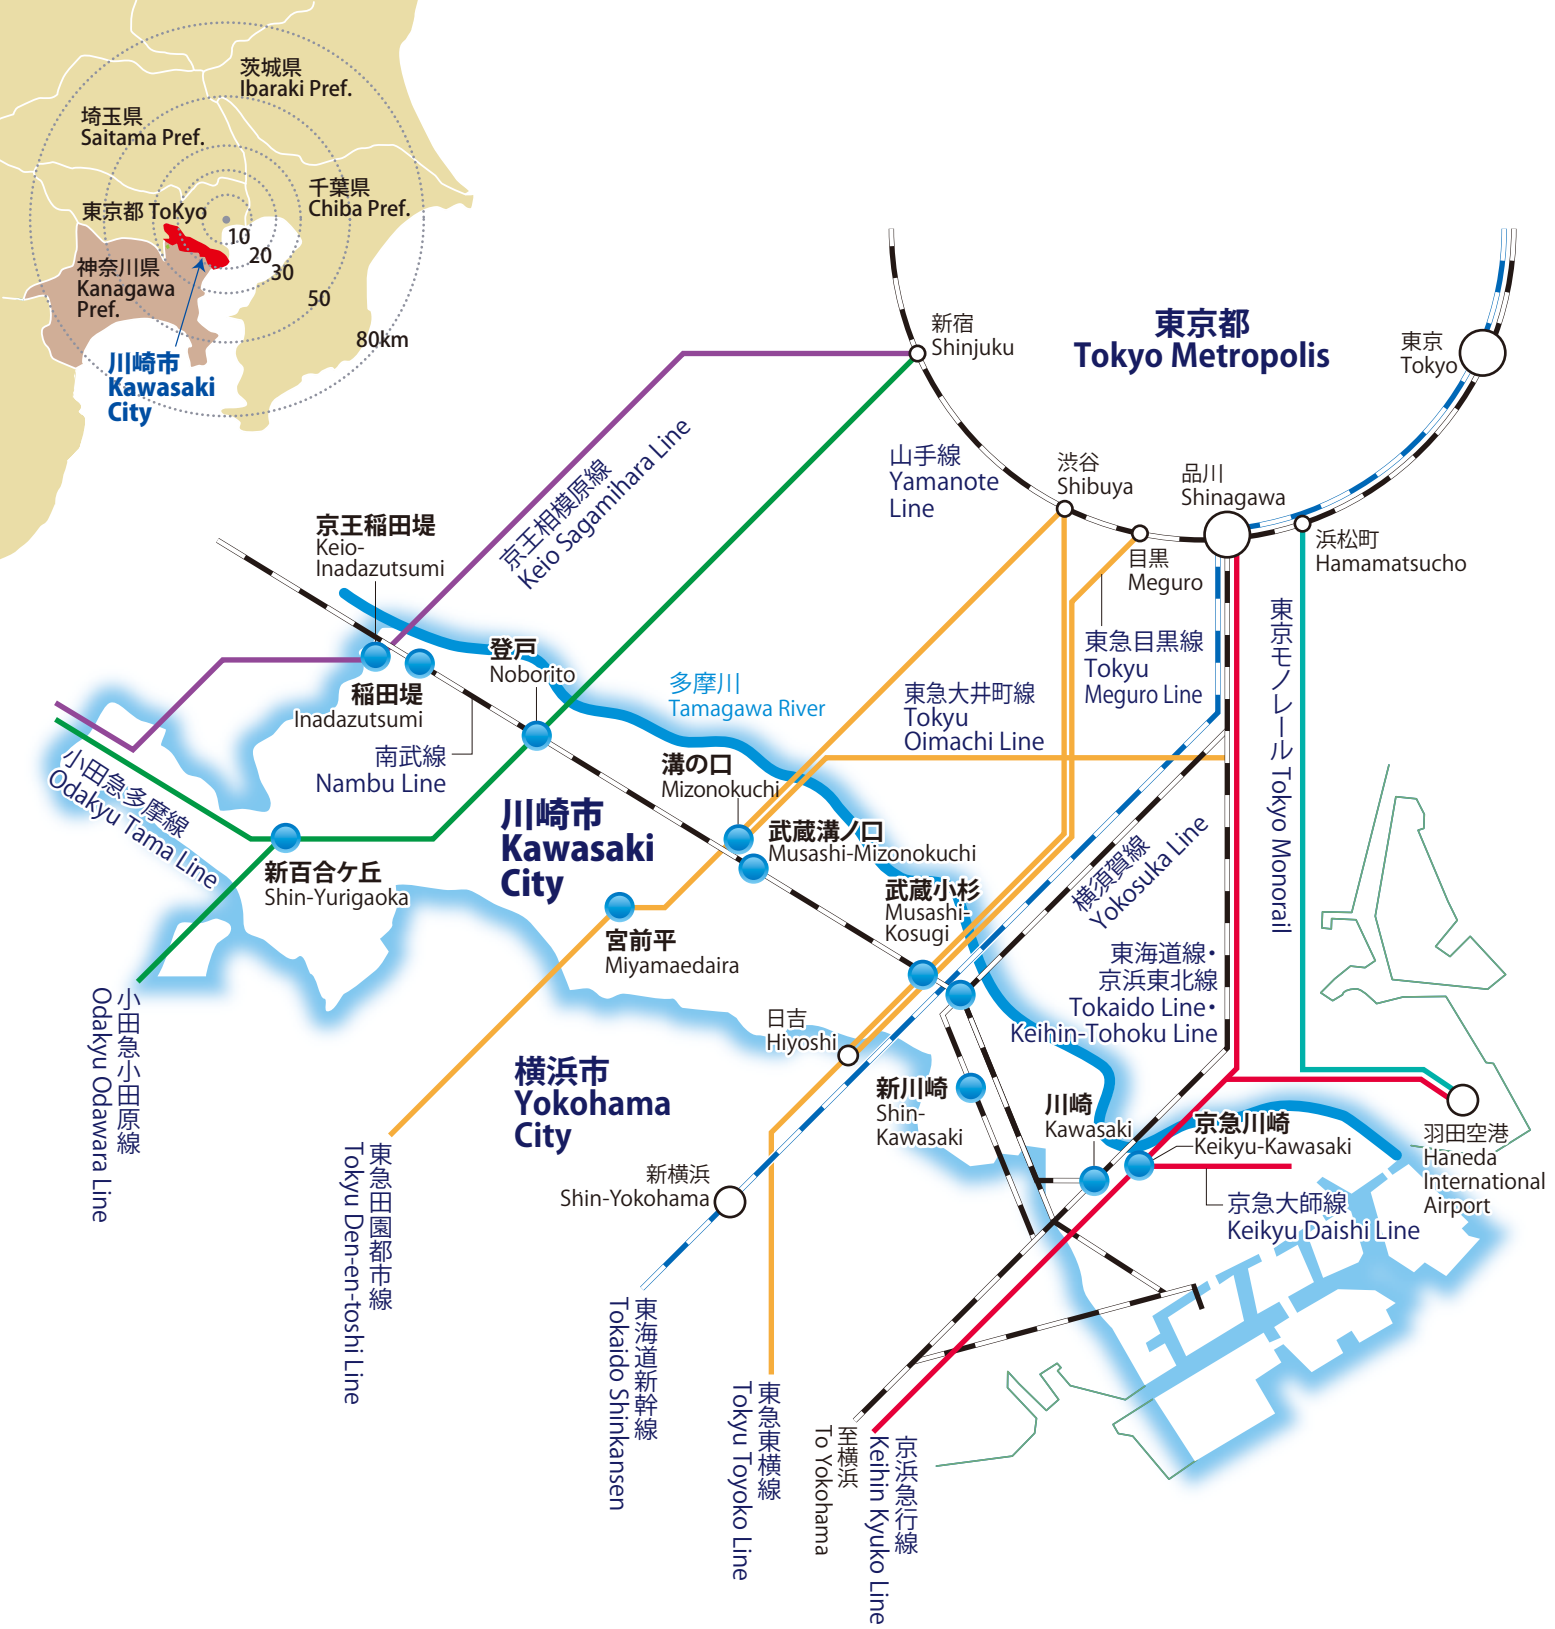 茨城県
Ibaraki Pref.
埼玉県
Saitama Pref.
千葉県
Chiba Pref.
東京都 ToKyo
10
20
30
50
80km
神奈川県
Kanagawa
Pref.
川崎市
Kawasaki
City
東京都
Tokyo Metropolis
新宿
Shinjuku
東京
Tokyo
山手線
Yamanote
Line
渋谷
Shibuya
品川
Shinagawa
目黒
Meguro
浜松町
Hamamatsucho
京王相模原線
Keio Sagamihara Line
京王稲田堤
Keio-
Inadazutsumi
稲田堤
Inadazutsumi
登戸
Noborito
南武線
Nambu Line
多摩川
Tamagawa River
東急大井町線
Tokyu
Oimachi Line
東急目黒線
Tokyu
Meguro Line
東京モノレール Tokyo Monorail
小田急多摩線
Odakyu Tama Line
新百合ケ丘
Shin-Yurigaoka
川崎市
Kawasaki
City
溝の口
Mizonokuchi
武蔵溝ノ口
Musashi-Mizonokuchi
武蔵小杉
Musashi-
Kosugi
宮前平
Miyamaedaira
横須賀線
Yokosuka Line
東海道線・
京浜東北線
Tokaido Line・
Keihin-Tohoku Line
日吉
Hiyoshi
横浜市
Yokohama
City
新川崎
Shin-
Kawasaki
川崎
Kawasaki
京急川崎
Keikyu-Kawasaki
羽田空港
Haneda
International
Airport
京急大師線
Keikyu Daishi Line
新横浜
Shin-Yokohama
小田急小田原線
Odakyu Odawara Line
東急田園都市線
Tokyu Den-en-toshi Line
東海道新幹線
Tokaido Shinkansen
東急東横線
Tokyu Toyoko Line
至横浜
To Yokohama
京浜急行線
Keihin Kyuko Line